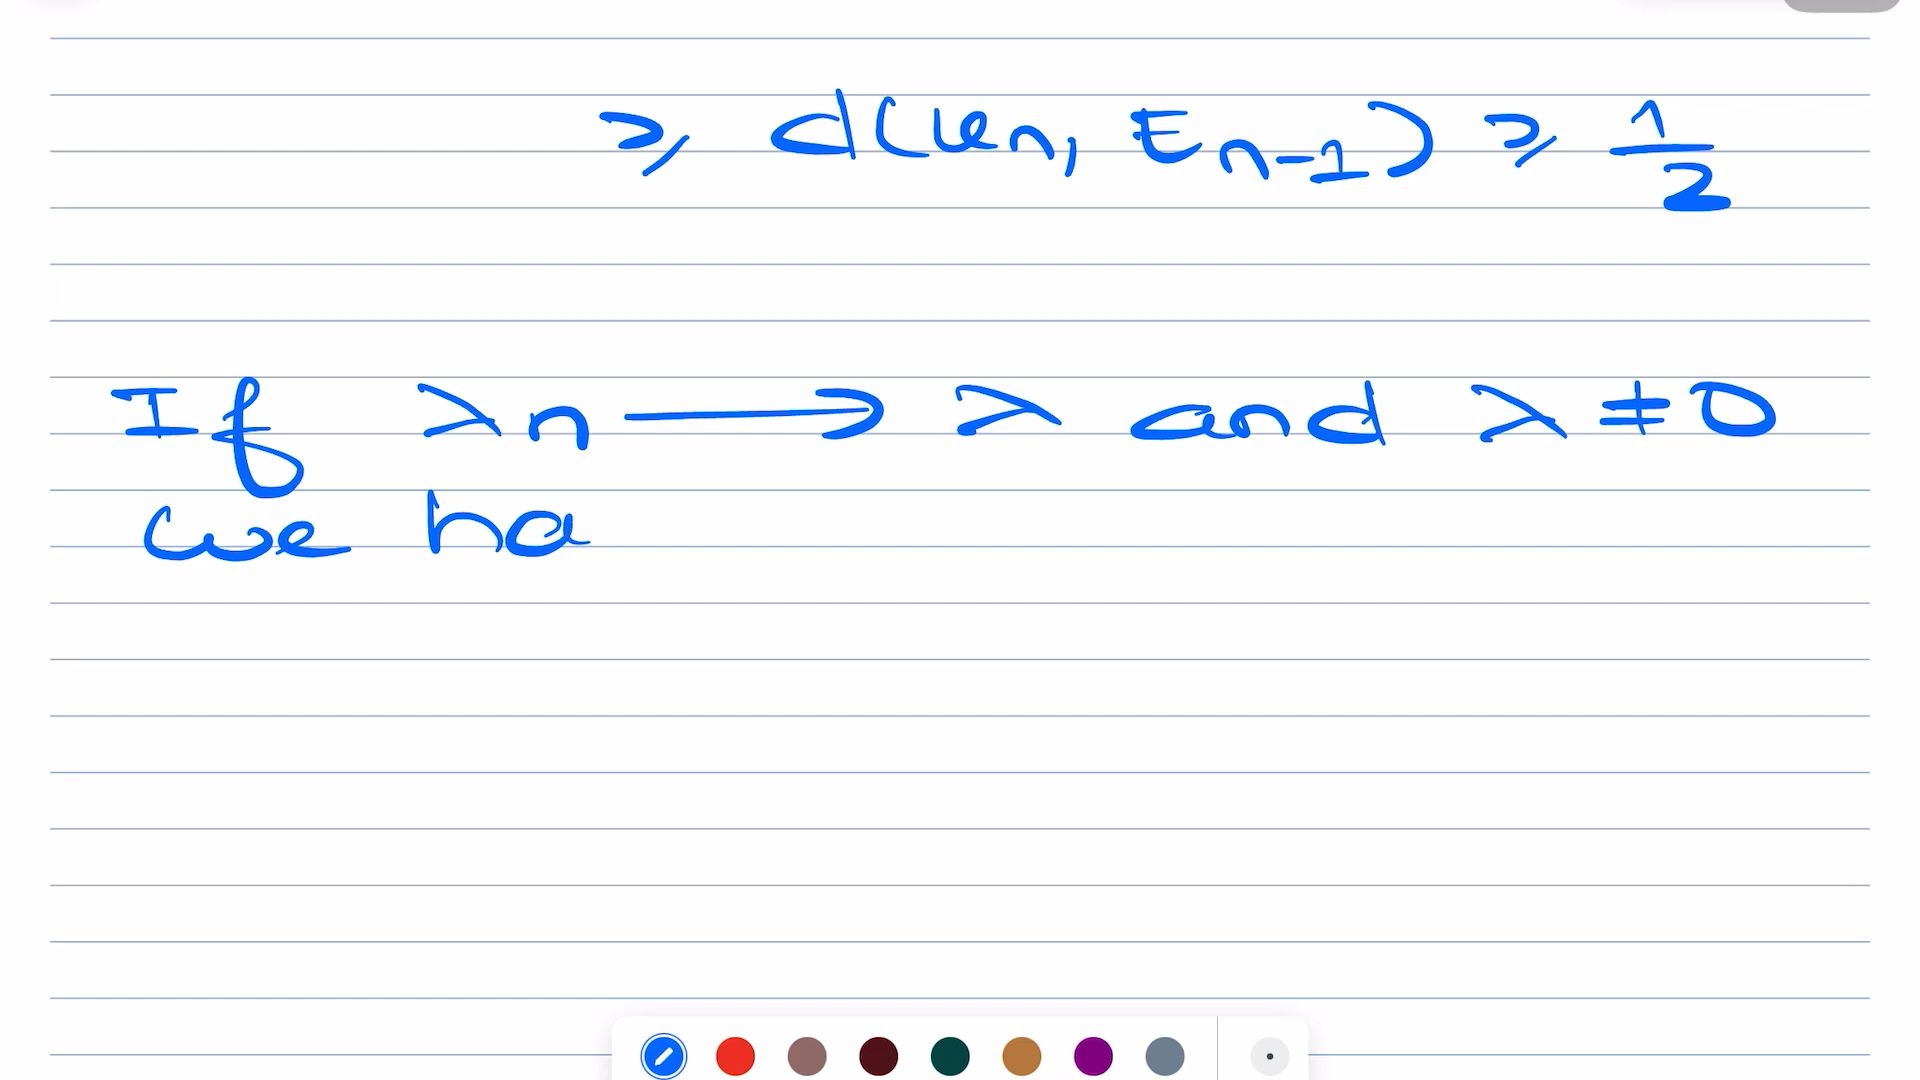 ≥ d(un, En-1) ≥ 1/2
If λn ⟶ λ and λ ≠ 0
we ha